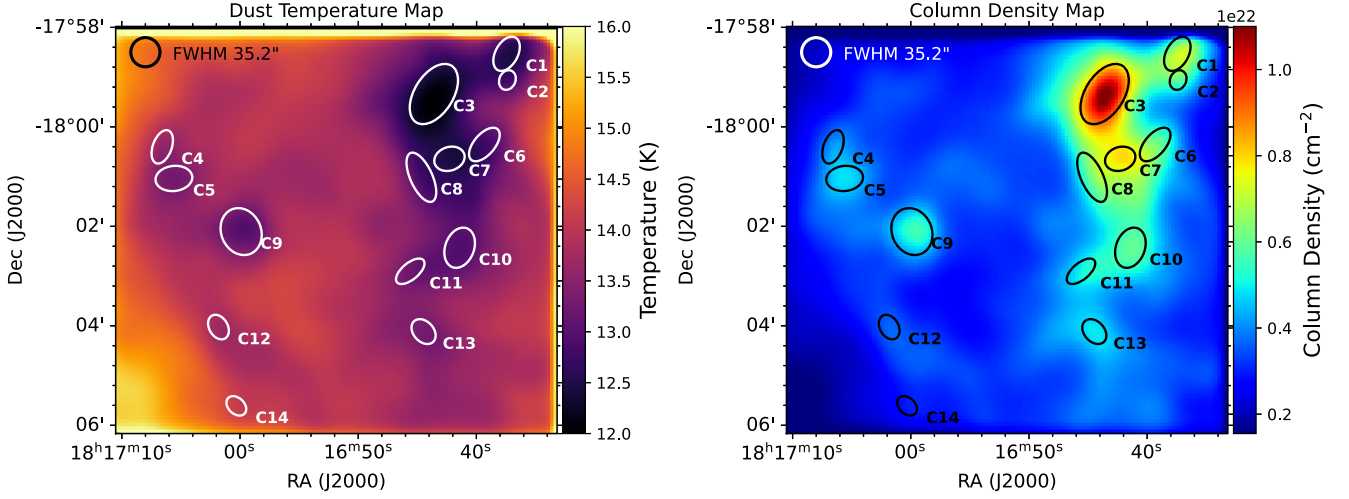 Dust Temperature Map
Column Density Map
1e22
-17°58'
-18°00'
02'
04'
06'
Dec (J2000)
18ʰ17ᵐ10ˢ
00ˢ
16ᵐ50ˢ
40ˢ
RA (J2000)
FWHM 35.2"
C1
C2
C3
C4
C5
C6
C7
C8
C9
C10
C11
C12
C13
C14
16.0
15.5
15.0
14.5
14.0
13.5
13.0
12.5
12.0
Temperature (K)
-17°58'
-18°00'
02'
04'
06'
Dec (J2000)
18ʰ17ᵐ10ˢ
00ˢ
16ᵐ50ˢ
40ˢ
RA (J2000)
FWHM 35.2"
C1
C2
C3
C4
C5
C6
C7
C8
C9
C10
C11
C12
C13
C14
1.0
0.8
0.6
0.4
0.2
Column Density (cm⁻²)